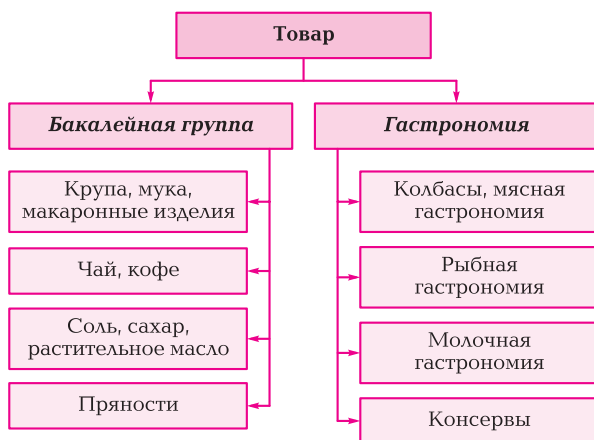 Товар
Бакалейная группа
Крупа, мука,
макаронные изделия
Чай, кофе
Соль, сахар,
растительное масло
Пряности
Гастрономия
Колбасы, мясная
гастрономия
Рыбная
гастрономия
Молочная
гастрономия
Консервы